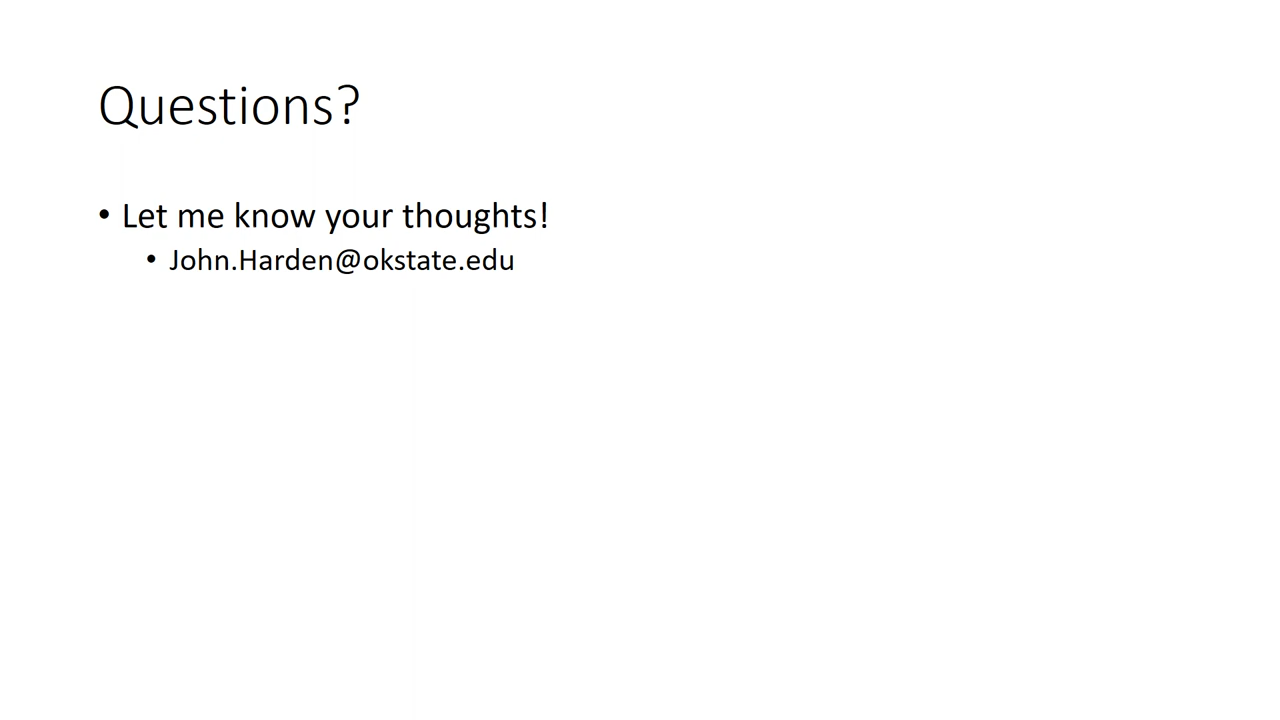 Questions?
• Let me know your thoughts!
• John.Harden@okstate.edu